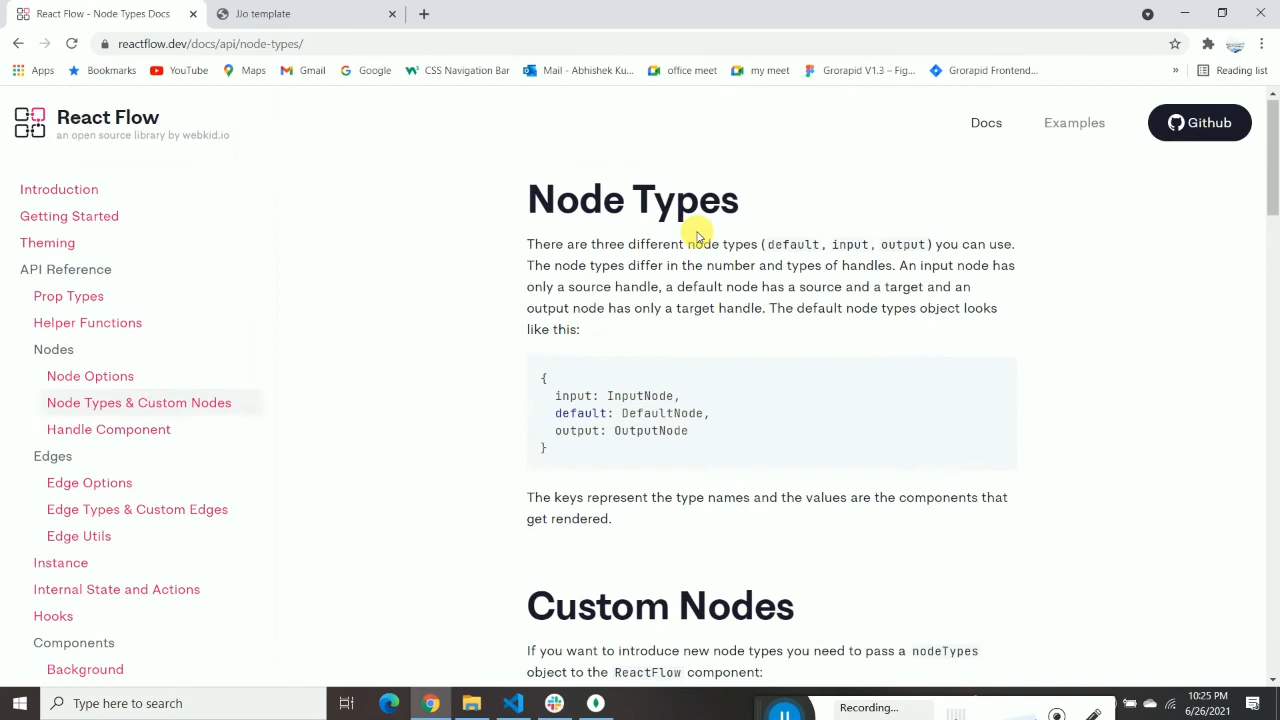 React Flow - Node Types Docs
JIo template
reactflow.dev/docs/api/node-types/
Apps
Bookmarks
YouTube
Maps
Gmail
Google
CSS Navigation Bar
Mail - Abhishek Ku...
office meet
my meet
Grorapid V1.3 – Fig...
Grorapid Frontend...
»
Reading list
React Flow
an open source library by webkid.io
Docs
Examples
Github
Introduction
Getting Started
Theming
API Reference
Prop Types
Helper Functions
Nodes
Node Options
Node Types & Custom Nodes
Handle Component
Edges
Edge Options
Edge Types & Custom Edges
Edge Utils
Instance
Internal State and Actions
Hooks
Components
Background
Node Types
There are three different node types (default, input, output) you can use.
The node types differ in the number and types of handles. An input node has
only a source handle, a default node has a source and a target and an
output node has only a target handle. The default node types object looks
like this:
{
input: InputNode,
default: DefaultNode,
output: OutputNode
}
The keys represent the type names and the values are the components that
get rendered.
Custom Nodes
If you want to introduce new node types you need to pass a nodeTypes
object to the ReactFlow component:
Type here to search
Recording...
10:25 PM
6/26/2021